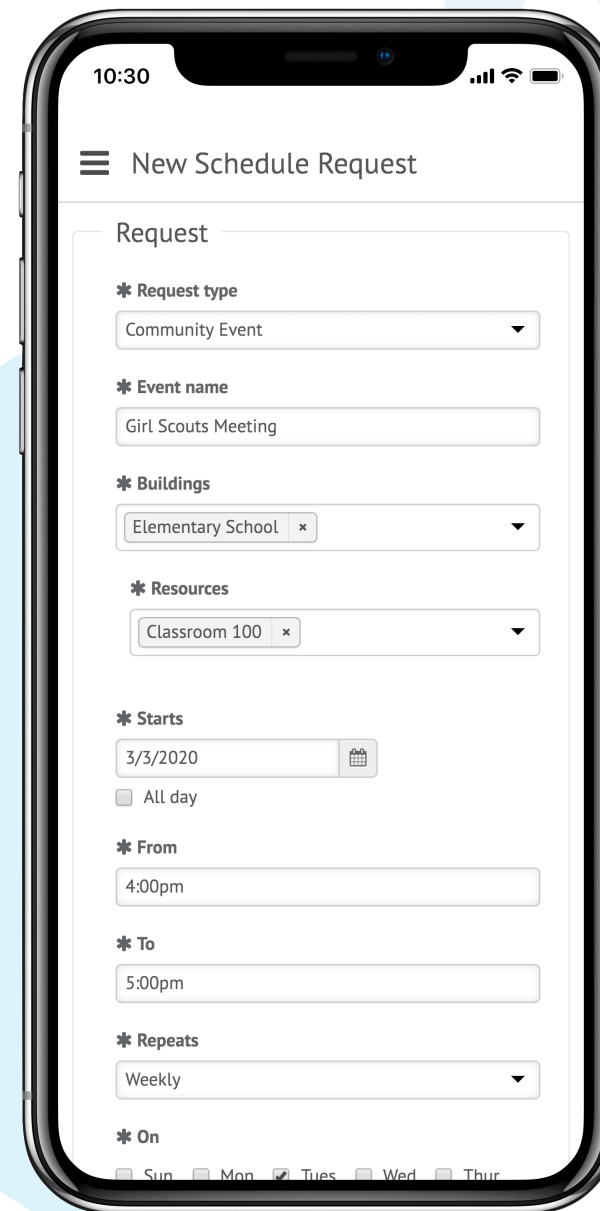 10:30
New Schedule Request
Request
✱ Request type
Community Event
✱ Event name
Girl Scouts Meeting
✱ Buildings
Elementary School ×
✱ Resources
Classroom 100 ×
✱ Starts
3/3/2020
All day
✱ From
4:00pm
✱ To
5:00pm
✱ Repeats
Weekly
✱ On
Sun Mon Tues Wed Thur